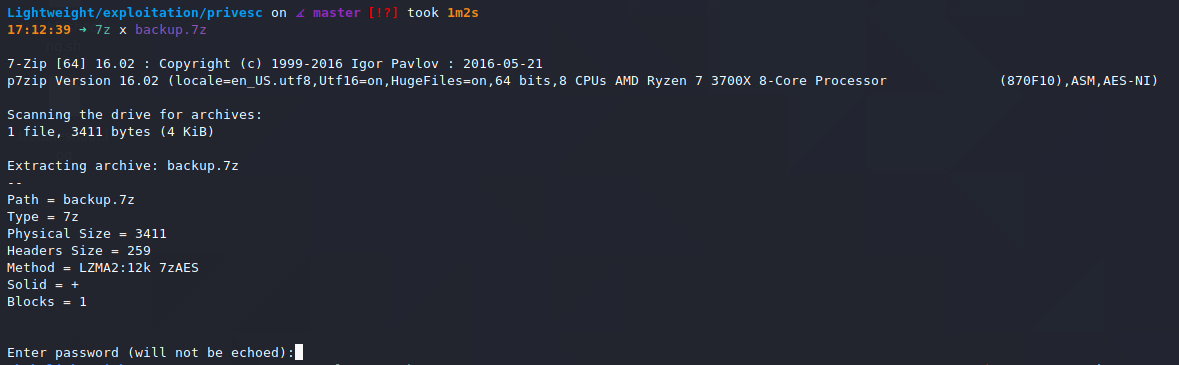 Lightweight/exploitation/privesc on master [!?] took 1m2s
17:12:39 ➜ 7z x backup.7z
7-Zip [64] 16.02 : Copyright (c) 1999-2016 Igor Pavlov : 2016-05-21
p7zip Version 16.02 (locale=en_US.utf8,Utf16=on,HugeFiles=on,64 bits,8 CPUs AMD Ryzen 7 3700X 8-Core Processor (870F10),ASM,AES-NI)
Scanning the drive for archives:
1 file, 3411 bytes (4 KiB)
Extracting archive: backup.7z
--
Path = backup.7z
Type = 7z
Physical Size = 3411
Headers Size = 259
Method = LZMA2:12k 7zAES
Solid = +
Blocks = 1
Enter password (will not be echoed):